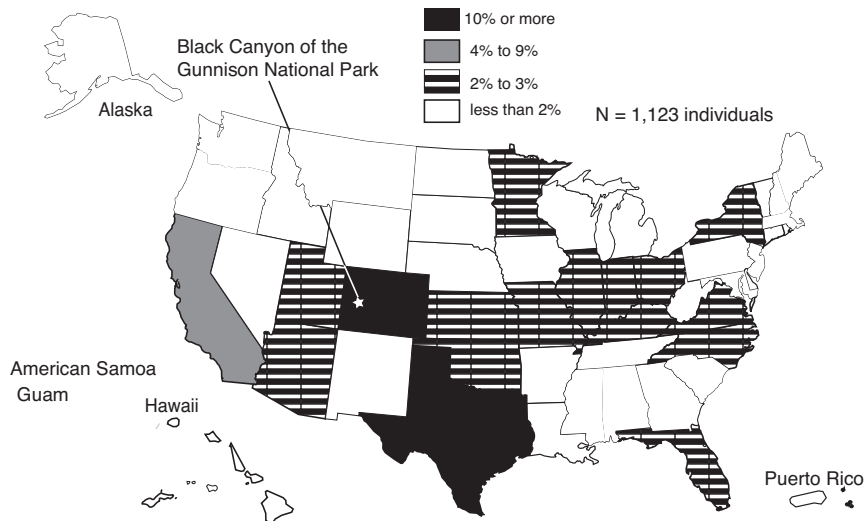 10% or more
Black Canyon of the
Gunnison National Park
4% to 9%
2% to 3%
less than 2%
N = 1,123 individuals
Alaska
American Samoa
Guam
Hawaii
Puerto Rico